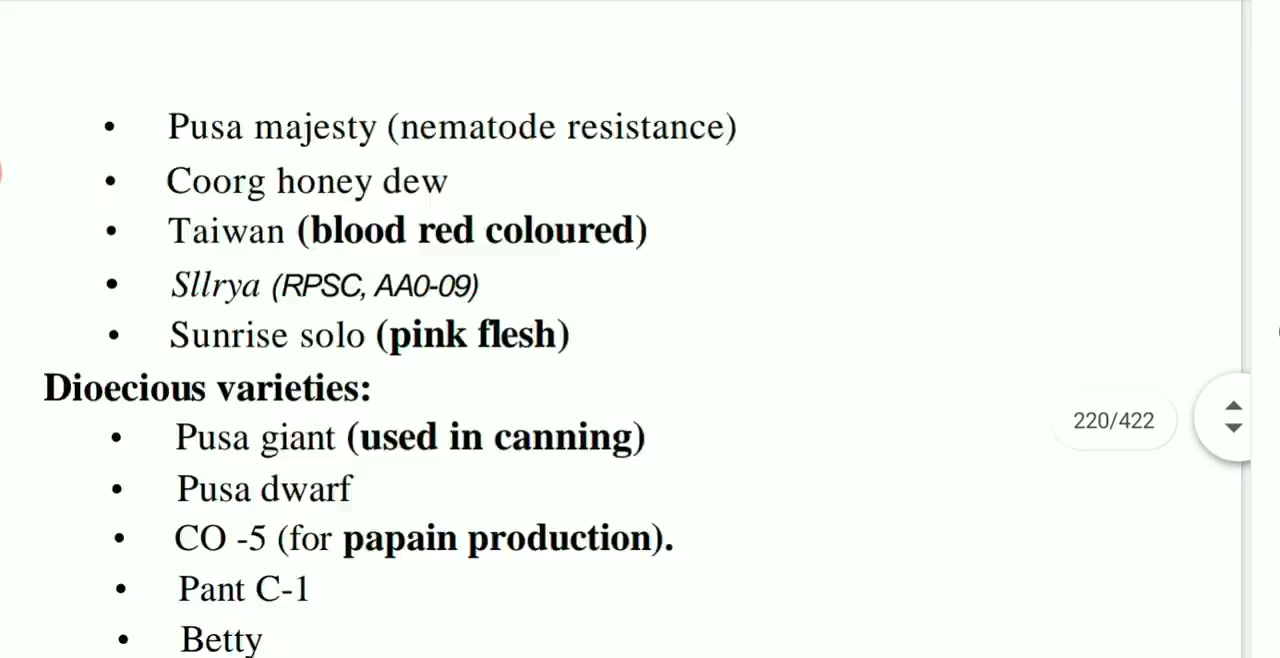 • Pusa majesty (nematode resistance)
• Coorg honey dew
• Taiwan (blood red coloured)
• Sllrya (RPSC, AA0-09)
• Sunrise solo (pink flesh)
Dioecious varieties:
• Pusa giant (used in canning)
220/422
• Pusa dwarf
• CO -5 (for papain production).
• Pant C-1
• Betty